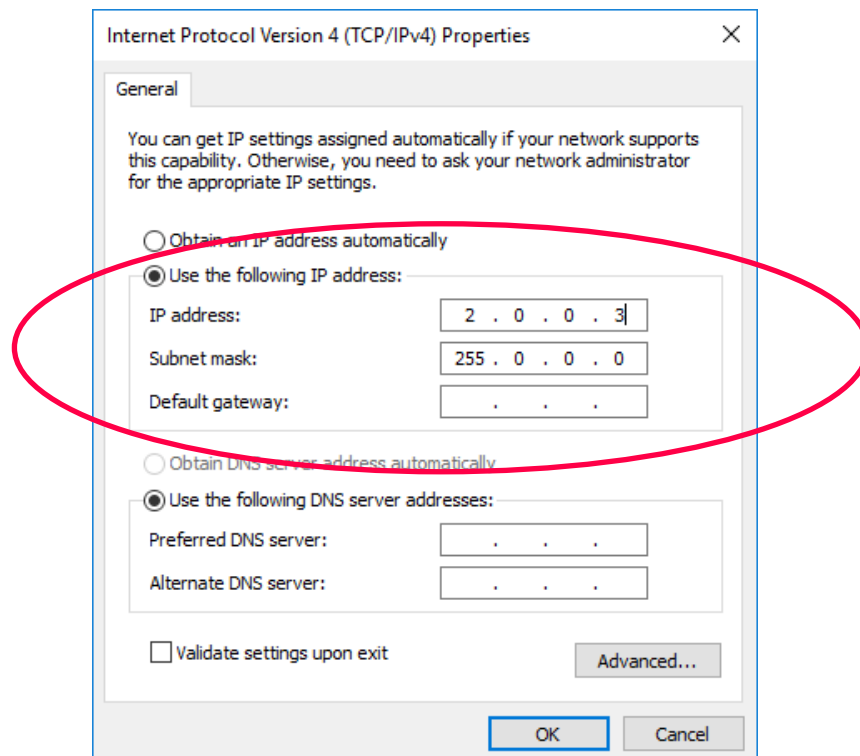 Internet Protocol Version 4 (TCP/IPv4) Properties
General
You can get IP settings assigned automatically if your network supports
this capability. Otherwise, you need to ask your network administrator
for the appropriate IP settings.
Obtain an IP address automatically
Use the following IP address:
IP address: 2 . 0 . 0 . 3
Subnet mask: 255 . 0 . 0 . 0
Default gateway: . . .
Obtain DNS server address automatically
Use the following DNS server addresses:
Preferred DNS server: . . .
Alternate DNS server: . . .
Validate settings upon exit
Advanced...
OK Cancel